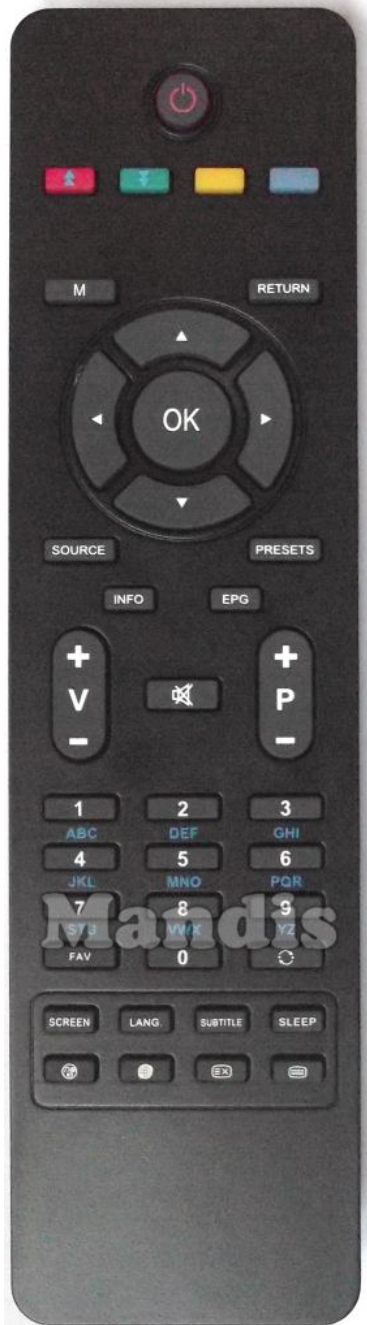 M RETURN
OK
SOURCE PRESETS
INFO EPG
+ +
V P
- -
1 2 3
ABC DEF GHI
4 5 6
JKL MNO PQR
7 8 9
STU VWX YZ
Mandis
FAV 0
SCREEN LANG. SUBTITLE SLEEP
EX